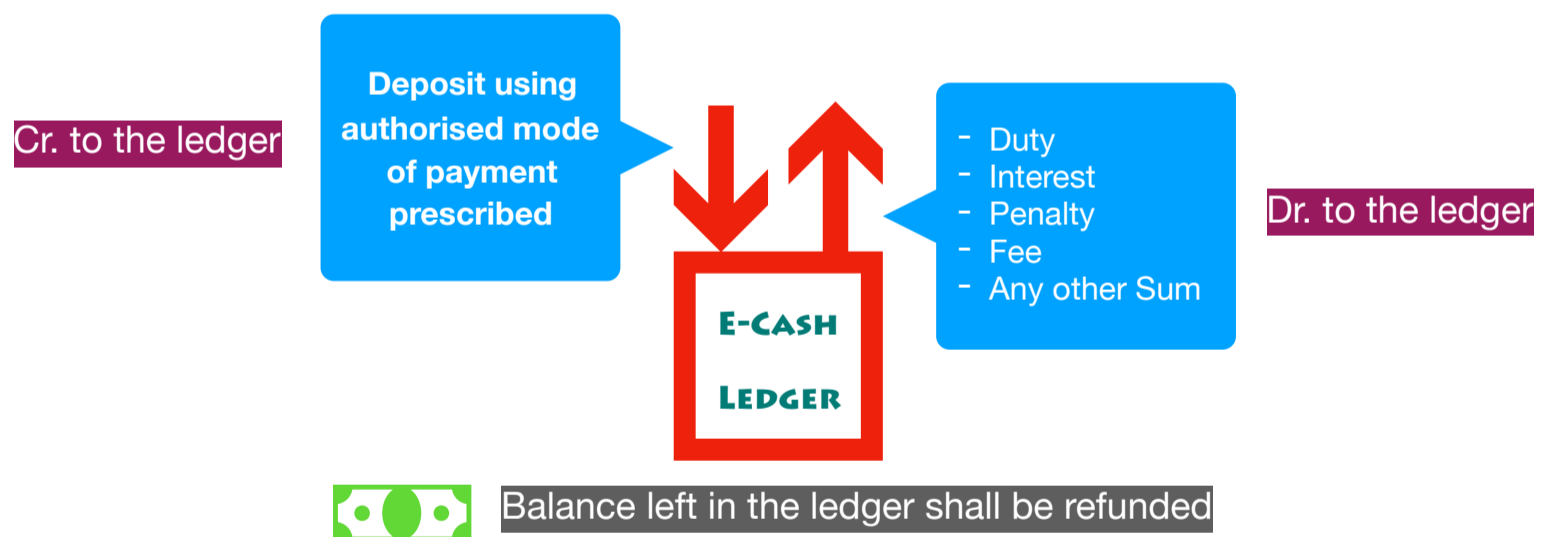 Cr. to the ledger
Deposit using
authorised mode
of payment
prescribed
- Duty
- Interest
- Penalty
- Fee
- Any other Sum
Dr. to the ledger
E-Cash
Ledger
Balance left in the ledger shall be refunded